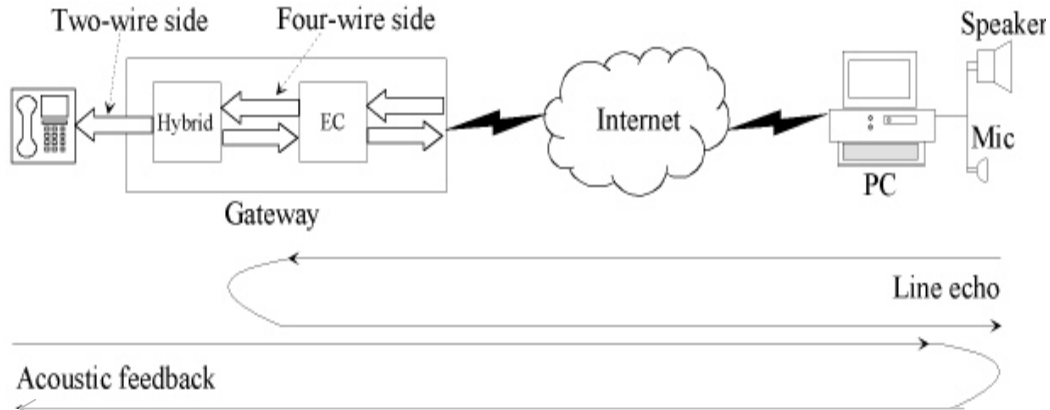 Two-wire side
Four-wire side
Speaker
Hybrid
EC
Internet
Mic
PC
Gateway
Line echo
Acoustic feedback